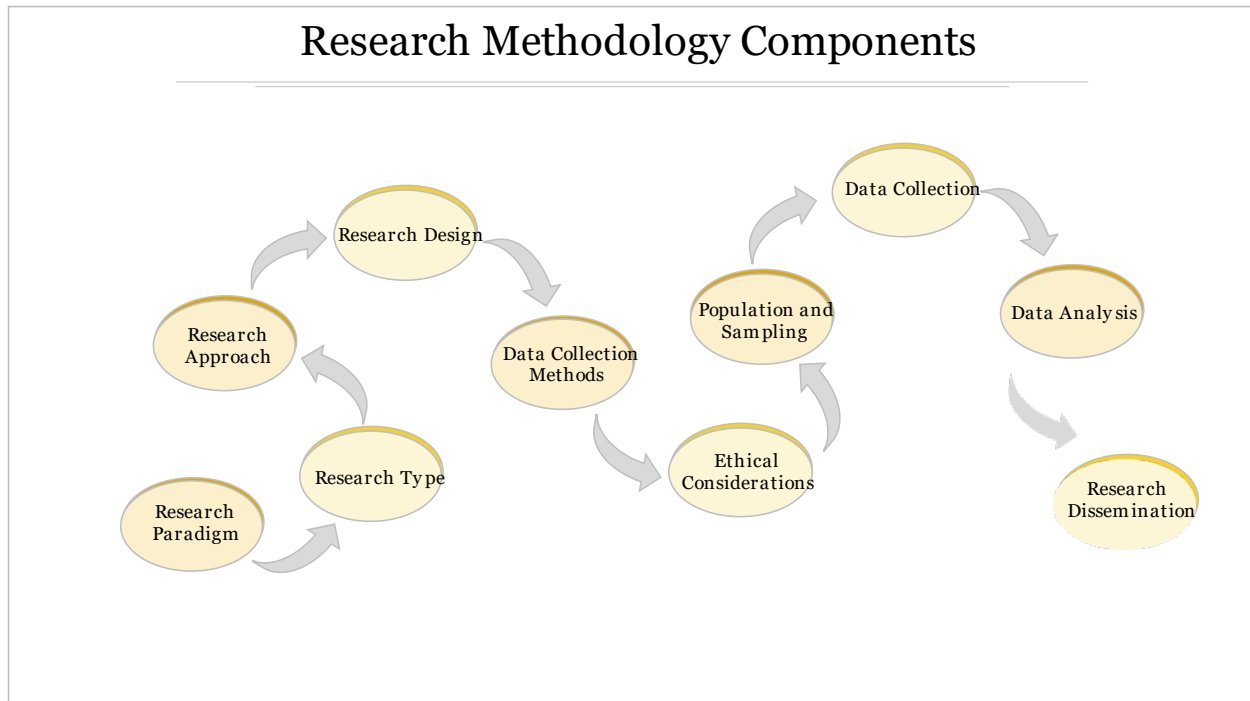 Research Methodology Components
Research
Paradigm
Research Type
Research
Approach
Research Design
Data Collection
Methods
Ethical
Considerations
Population and
Sampling
Data Collection
Data Analysis
Research
Dissemination